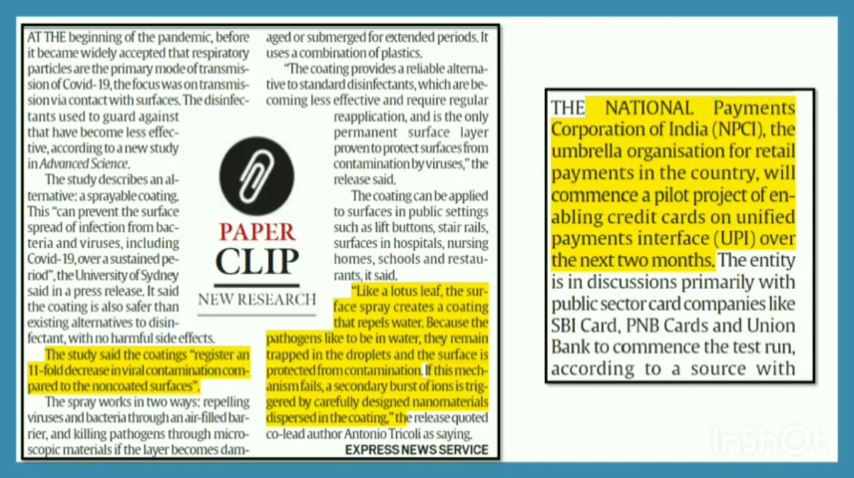 AT THE beginning of the pandemic, before
it became widely accepted that respiratory
particles are the primary mode of transmis-
sion of Covid-19, the focus was on transmis-
sion via contact with surfaces. The disinfec-
tants used to guard against
that have become less effec-
tive, according to a new study
in Advanced Science.
The study describes an al-
ternative: a sprayable coating.
This "can prevent the surface
spread of infection from bac-
teria and viruses, including
Covid-19, over a sustained pe-
riod", the University of Sydney
said in a press release. It said
the coating is also safer than
existing alternatives to disin-
fectant, with no harmful side effects.
The study said the coatings "register an
11-fold decrease in viral contamination com-
pared to the noncoated surfaces".
The spray works in two ways: repelling
viruses and bacteria through an air-filled bar-
rier, and killing pathogens through micro-
scopic materials if the layer becomes dam-
PAPER
CLIP
NEW RESEARCH
aged or submerged for extended periods. It
uses a combination of plastics.
"The coating provides a reliable alterna-
tive to standard disinfectants, which are be-
coming less effective and require regular
reapplication, and is the only
permanent surface layer
proven to protect surfaces from
contamination by viruses," the
release said.
The coating can be applied
to surfaces in public settings
such as lift buttons, stair rails,
surfaces in hospitals, nursing
homes, schools and restau-
rants, it said.
"Like a lotus leaf, the sur-
face spray creates a coating
that repels water. Because the
pathogens like to be in water, they remain
trapped in the droplets and the surface is
protected from contamination. If this mech-
anism fails, a secondary burst of ions is trig-
gered by carefully designed nanomaterials
dispersed in the coating," the release quoted
co-lead author Antonio Tricoli as saying.
EXPRESS NEWS SERVICE
THE NATIONAL Payments
Corporation of India (NPCI), the
umbrella organisation for retail
payments in the country, will
commence a pilot project of en-
abling credit cards on unified
payments interface (UPI) over
the next two months. The entity
is in discussions primarily with
public sector card companies like
SBI Card, PNB Cards and Union
Bank to commence the test run,
according to a source with
InShOt